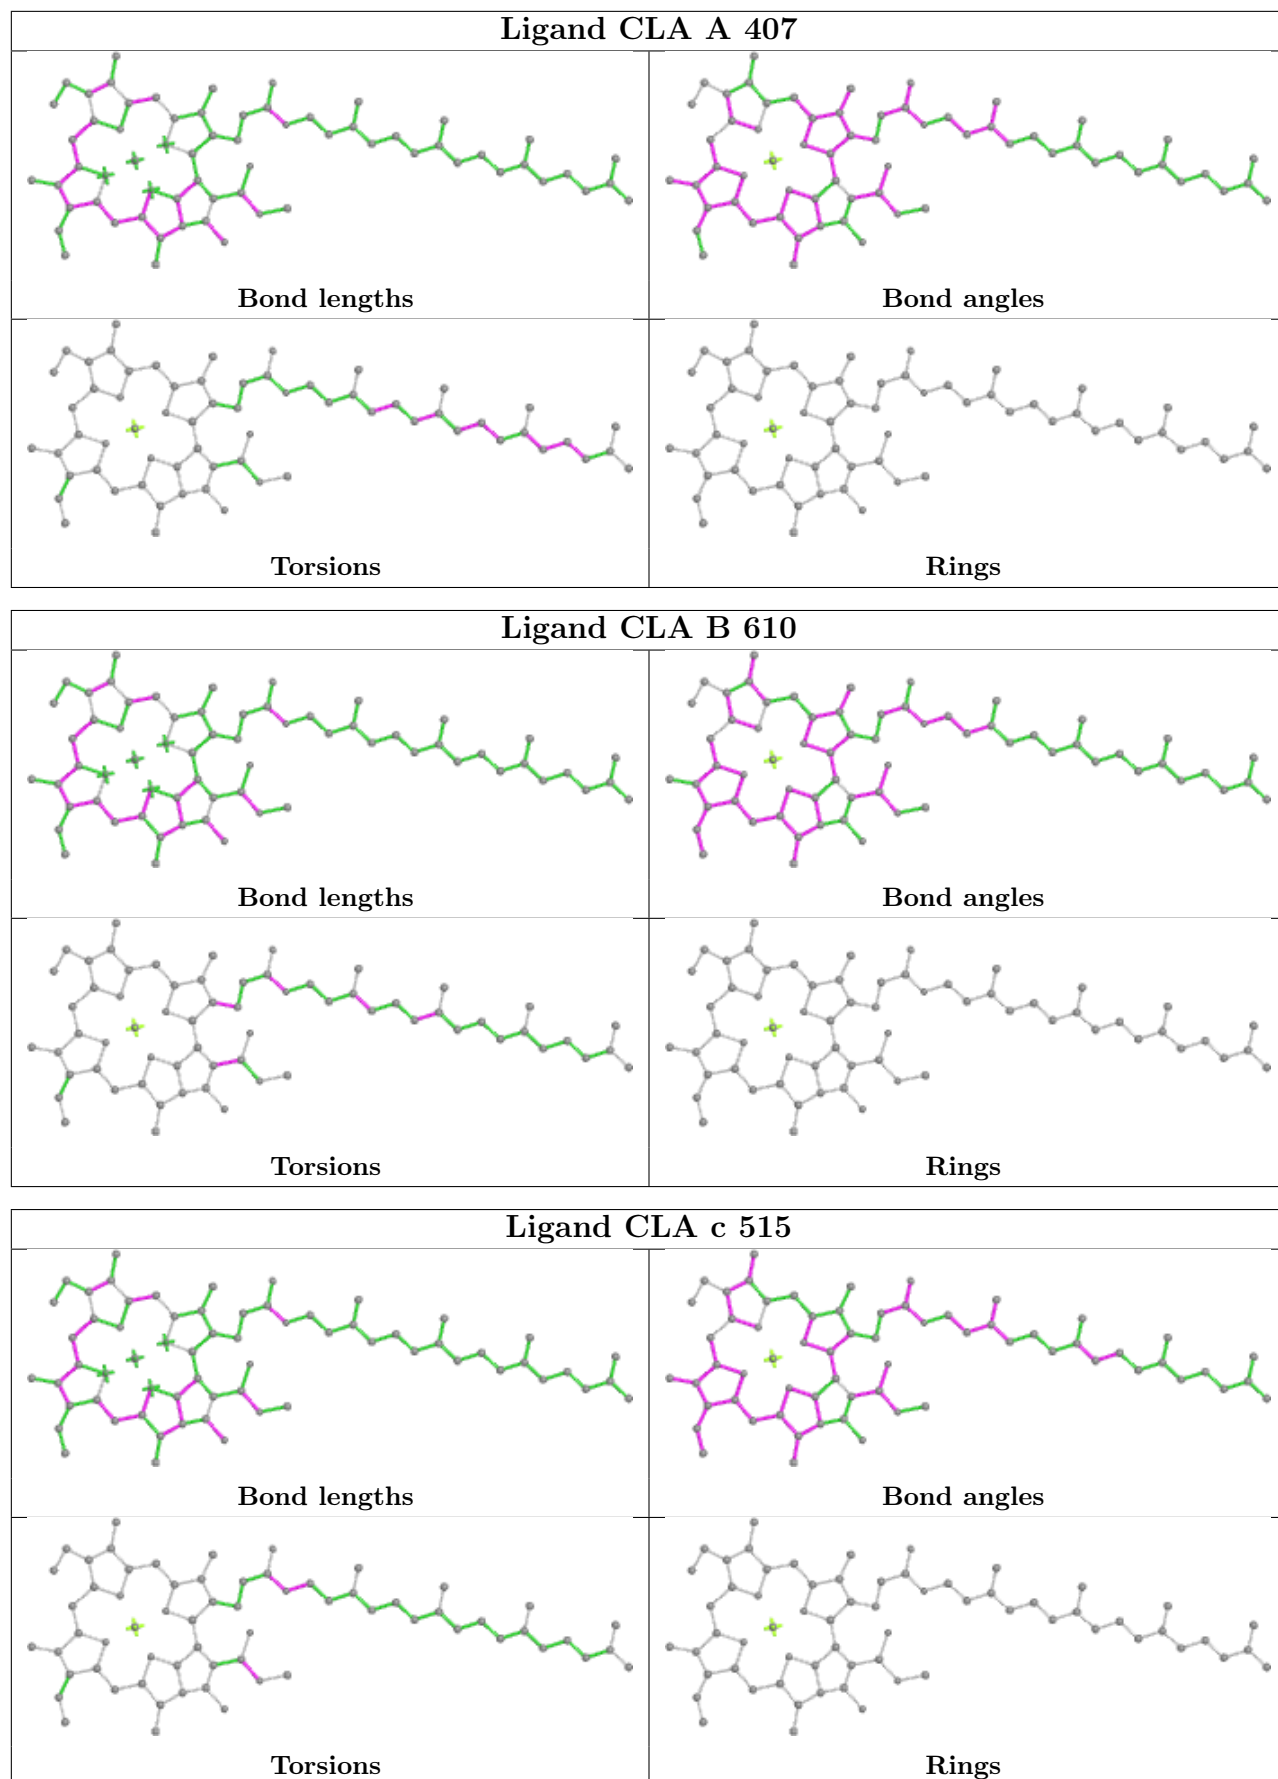 Ligand CLA A 407
Bond lengths
Bond angles
Torsions
Rings
Ligand CLA B 610
Bond lengths
Bond angles
Torsions
Rings
Ligand CLA c 515
Bond lengths
Bond angles
Torsions
Rings